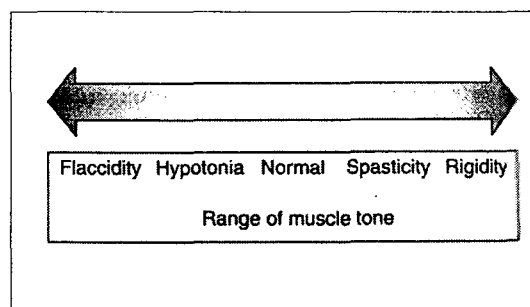 Flaccidity Hypotonia Normal Spasticity Rigidity
Range of muscle tone